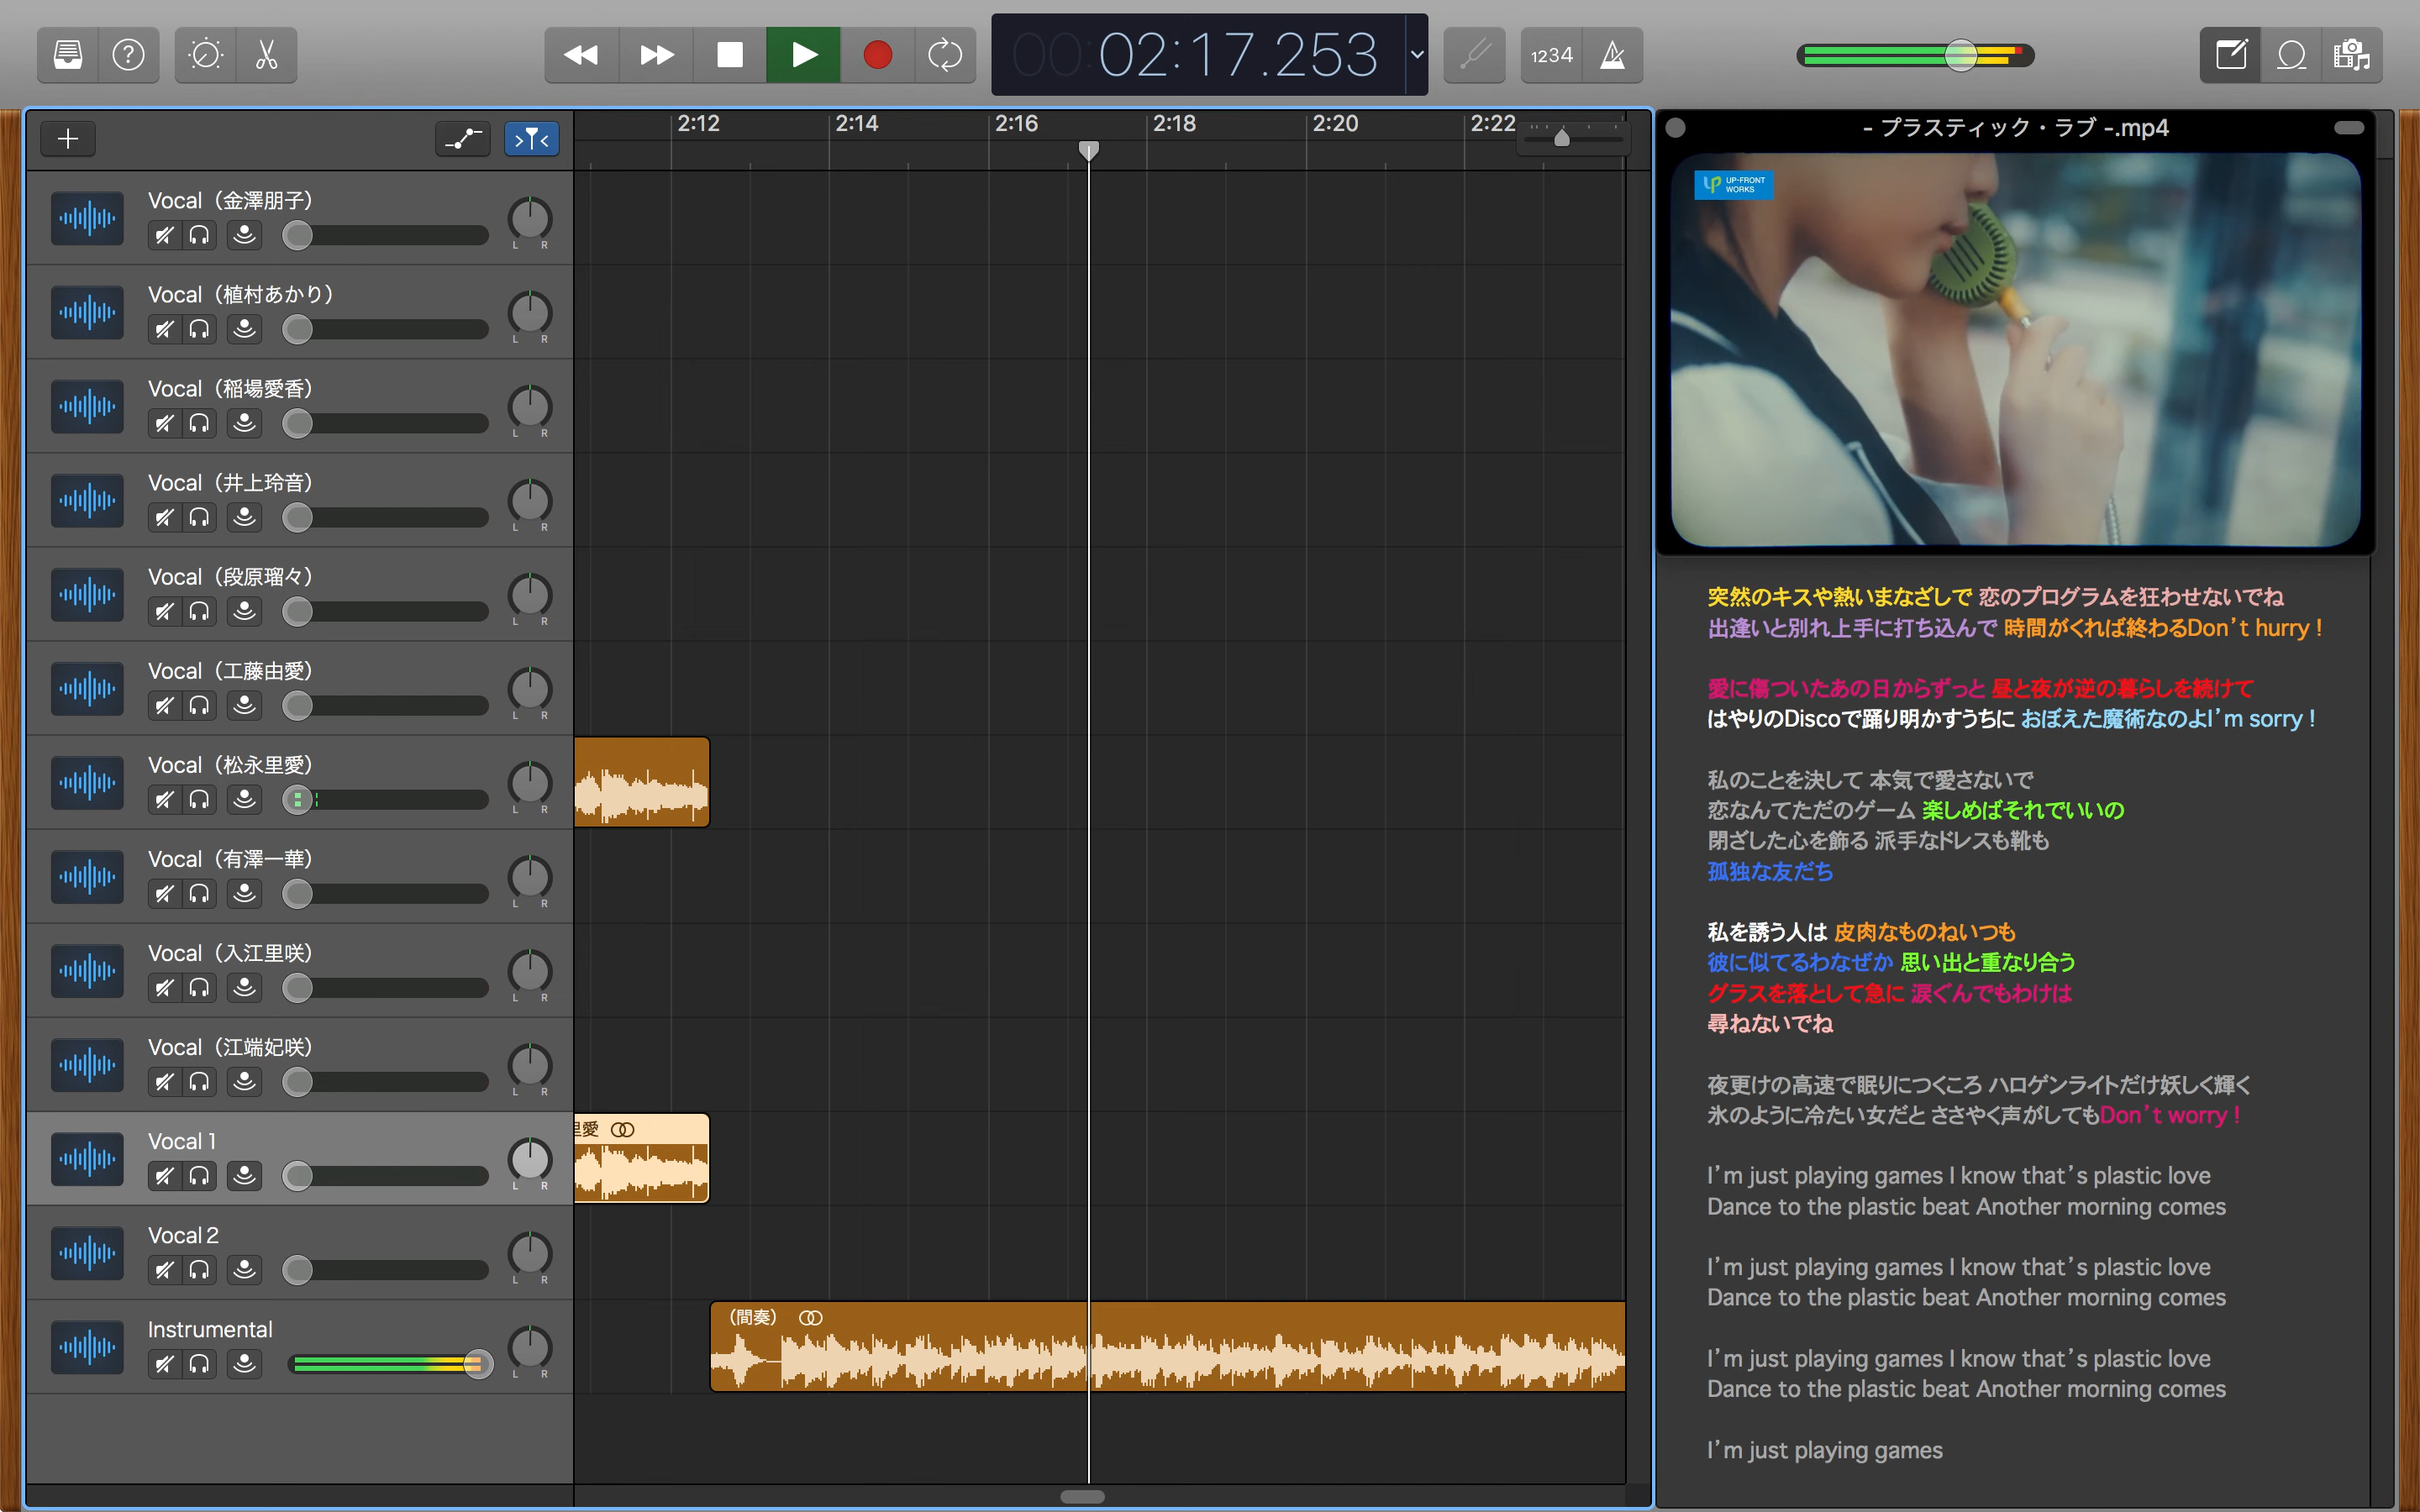 00:02:17.253
1234
2:12 2:14 2:16 2:18 2:20 2:22
Vocal（金澤朋子）
L R
Vocal（植村あかり）
L R
Vocal（稲場愛香）
L R
Vocal（井上玲音）
L R
Vocal（段原瑠々）
L R
Vocal（工藤由愛）
L R
Vocal（松永里愛）
L R
Vocal（有澤一華）
L R
Vocal（入江里咲）
L R
Vocal（江端妃咲）
L R
Vocal 1
L R
里愛
Vocal 2
L R
Instrumental
L R
（間奏）
- プラスティック・ラブ -.mp4
UP-FRONT
WORKS
突然のキスや熱いまなざしで 恋のプログラムを狂わせないでね
出逢いと別れ上手に打ち込んで 時間がくれば終わるDon't hurry！
愛に傷ついたあの日からずっと 昼と夜が逆の暮らしを続けて
はやりのDiscoで踊り明かすうちに おぼえた魔術なのよI'm sorry！
私のことを決して 本気で愛さないで
恋なんてただのゲーム 楽しめばそれでいいの
閉ざした心を飾る 派手なドレスも靴も
孤独な友だち
私を誘う人は 皮肉なものねいつも
彼に似てるわなぜか 思い出と重なり合う
グラスを落として急に 涙ぐんでもわけは
尋ねないでね
夜更けの高速で眠りにつくころ ハロゲンライトだけ妖しく輝く
氷のように冷たい女だと ささやく声がしてもDon't worry！
I'm just playing games I know that's plastic love
Dance to the plastic beat Another morning comes
I'm just playing games I know that's plastic love
Dance to the plastic beat Another morning comes
I'm just playing games I know that's plastic love
Dance to the plastic beat Another morning comes
I'm just playing games